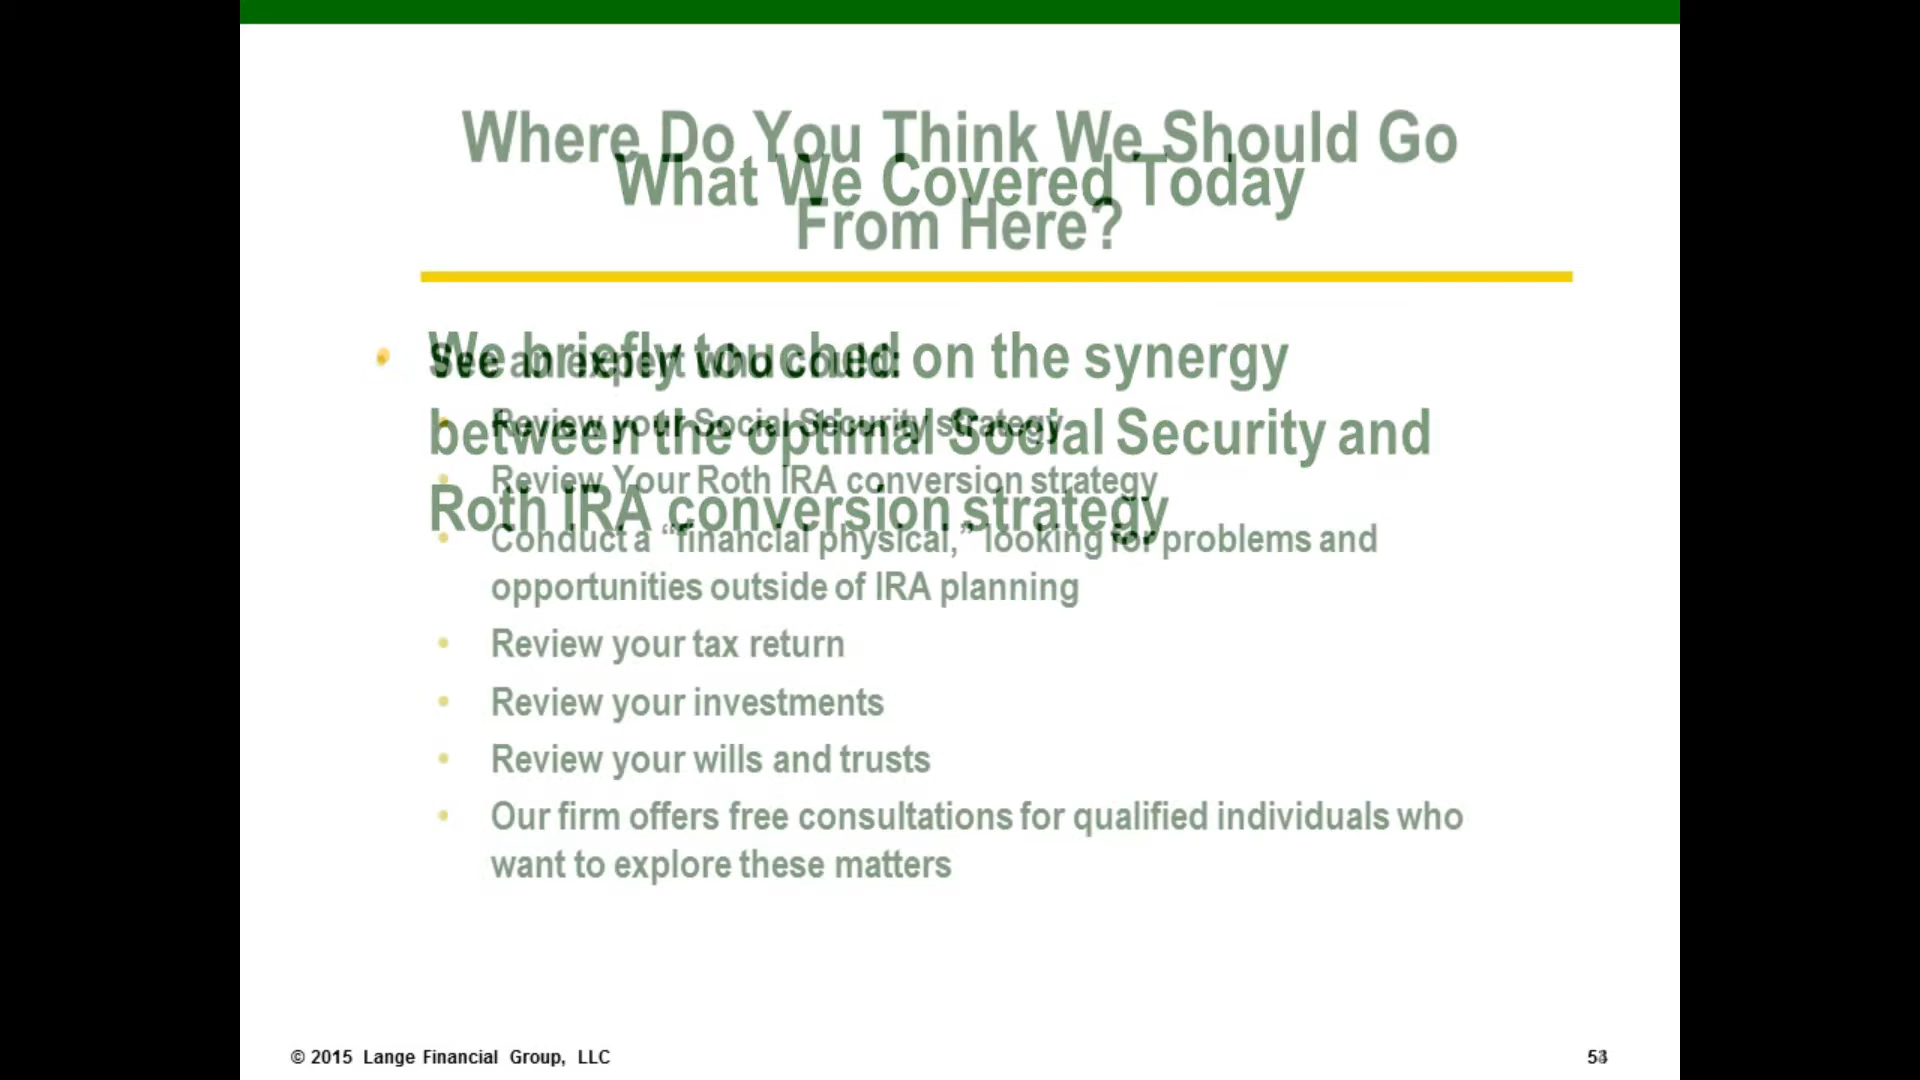 Where Do You Think We Should Go
What We Covered Today
From Here?
• We briefly touched on the synergy
between the optimal Social Security and
Roth IRA conversion strategy
See an expert who could:
• Review your Social Security strategy
• Review Your Roth IRA conversion strategy
• Conduct a “financial physical,” looking for problems and
opportunities outside of IRA planning
• Review your tax return
• Review your investments
• Review your wills and trusts
• Our firm offers free consultations for qualified individuals who
want to explore these matters
© 2015 Lange Financial Group, LLC